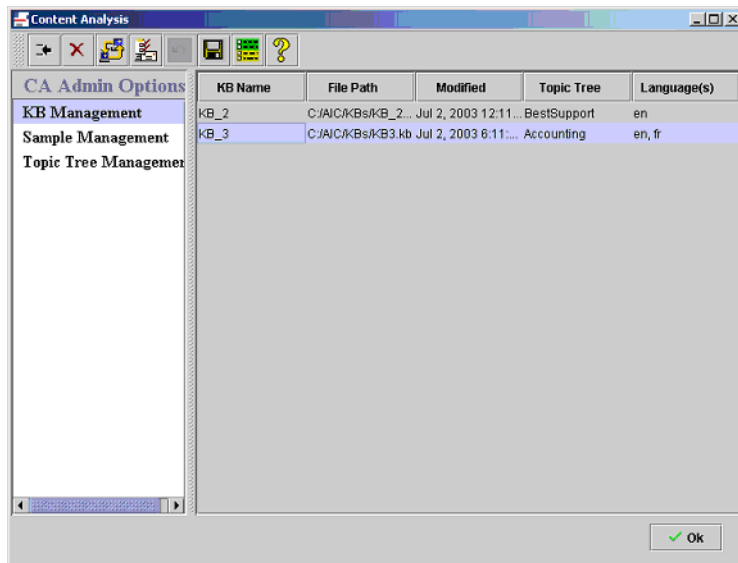 Content Analysis
CA Admin Options
KB Management
Sample Management
Topic Tree Managemer
KB Name File Path Modified Topic Tree Language(s)
KB_2 C:/AIC/KBs/KB_2... Jul 2, 2003 12:11... BestSupport en
KB_3 C:/AIC/KBs/KB3.kb Jul 2, 2003 6:11:... Accounting en, fr
Ok